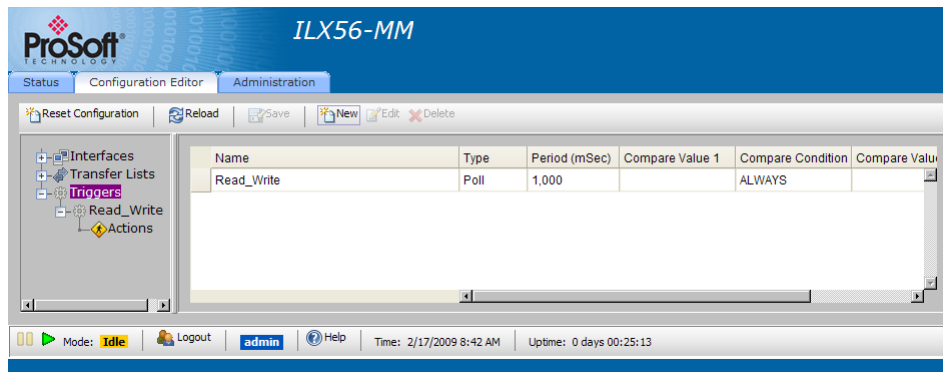 ILX56-MM
ProSoft®
TECHNOLOGY
Status Configuration Editor Administration
Reset Configuration Reload Save New Edit Delete
Interfaces
Transfer Lists
Triggers
Read_Write
Actions
Name Type Period (mSec) Compare Value 1 Compare Condition Compare Valu
Read_Write Poll 1,000 ALWAYS
Mode: Idle Logout admin Help Time: 2/17/2009 8:42 AM Uptime: 0 days 00:25:13